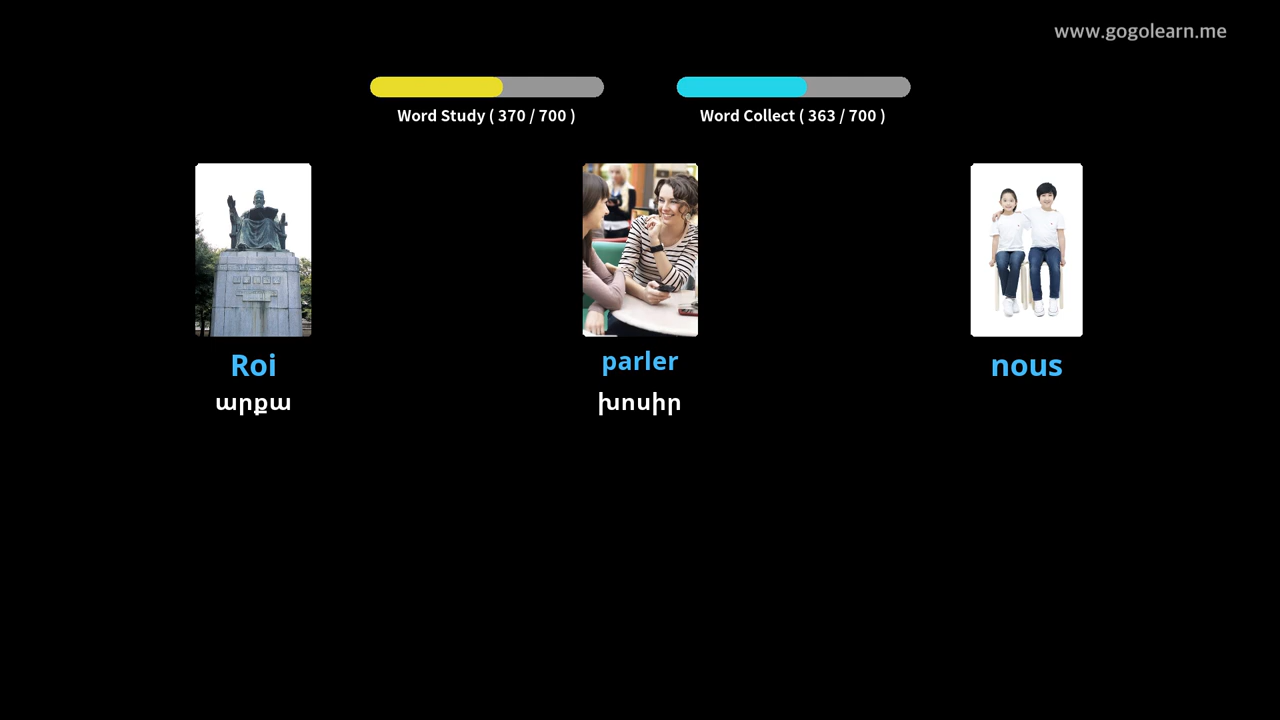 www.gogolearn.me
Word Study ( 370 / 700 )
Word Collect ( 363 / 700 )
Roi
parler
nous
արքա
խոսիր